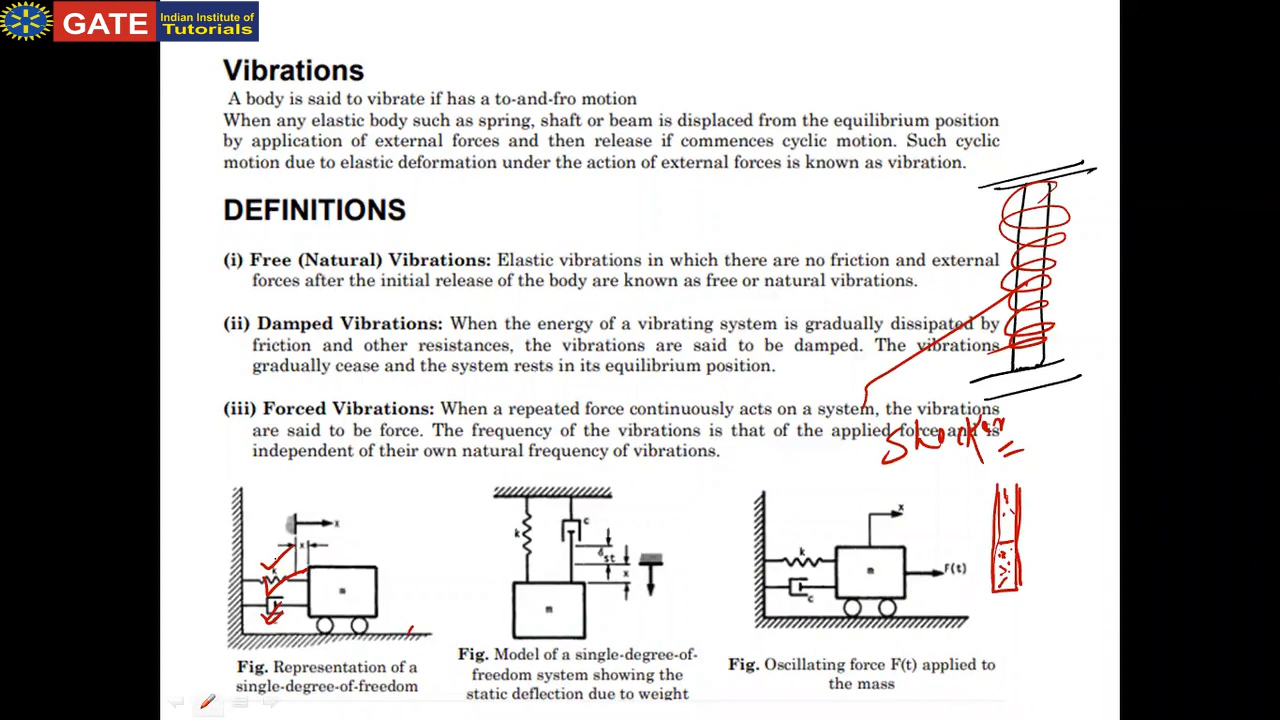 GATE
Indian Institute of
Tutorials
Vibrations
A body is said to vibrate if has a to-and-fro motion
When any elastic body such as spring, shaft or beam is displaced from the equilibrium position
by application of external forces and then release if commences cyclic motion. Such cyclic
motion due to elastic deformation under the action of external forces is known as vibration.
DEFINITIONS
(i) Free (Natural) Vibrations: Elastic vibrations in which there are no friction and external
forces after the initial release of the body are known as free or natural vibrations.
(ii) Damped Vibrations: When the energy of a vibrating system is gradually dissipated by
friction and other resistances, the vibrations are said to be damped. The vibrations
gradually cease and the system rests in its equilibrium position.
(iii) Forced Vibrations: When a repeated force continuously acts on a system, the vibrations
are said to be force. The frequency of the vibrations is that of the applied force and is
independent of their own natural frequency of vibrations.
Shocker
x
x
k
m
k
c
δst
x
m
x
k
c
m
F(t)
Fig. Representation of a
single-degree-of-freedom
Fig. Model of a single-degree-of-
freedom system showing the
static deflection due to weight
Fig. Oscillating force F(t) applied to
the mass